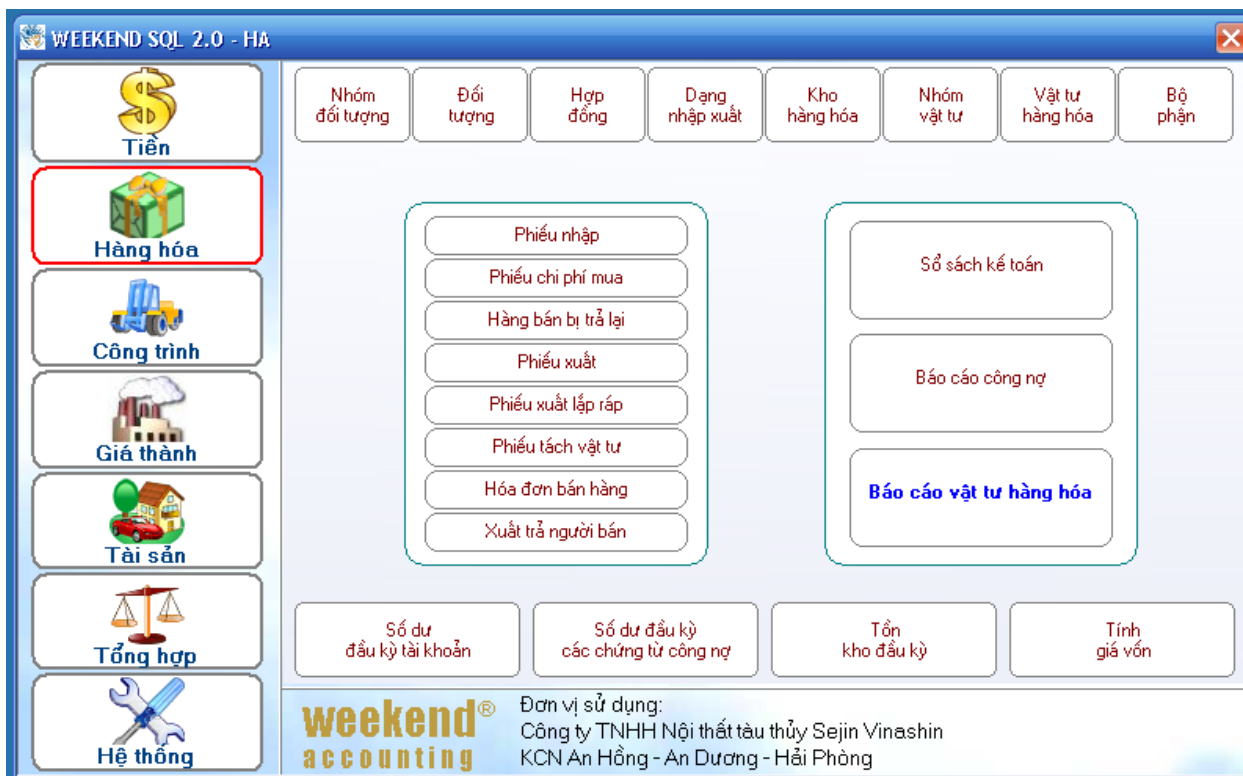 WEEKEND SQL 2.0 - HA
Tiền
Hàng hóa
Công trình
Giá thành
Tài sản
Tổng hợp
Hệ thống
Nhóm
đối tượng
Đối
tượng
Hợp
đồng
Dạng
nhập xuất
Kho
hàng hóa
Nhóm
vật tư
Vật tư
hàng hóa
Bộ
phận
Phiếu nhập
Phiếu chi phí mua
Hàng bán bị trả lại
Phiếu xuất
Phiếu xuất lắp ráp
Phiếu tách vật tư
Hóa đơn bán hàng
Xuất trả người bán
Sổ sách kế toán
Báo cáo công nợ
Báo cáo vật tư hàng hóa
Số dư
đầu kỳ tài khoản
Số dư đầu kỳ
các chứng từ công nợ
Tồn
kho đầu kỳ
Tính
giá vốn
weekend®
accounting
Đơn vị sử dụng:
Công ty TNHH Nội thất tàu thủy Sejin Vinashin
KCN An Hồng - An Dương - Hải Phòng